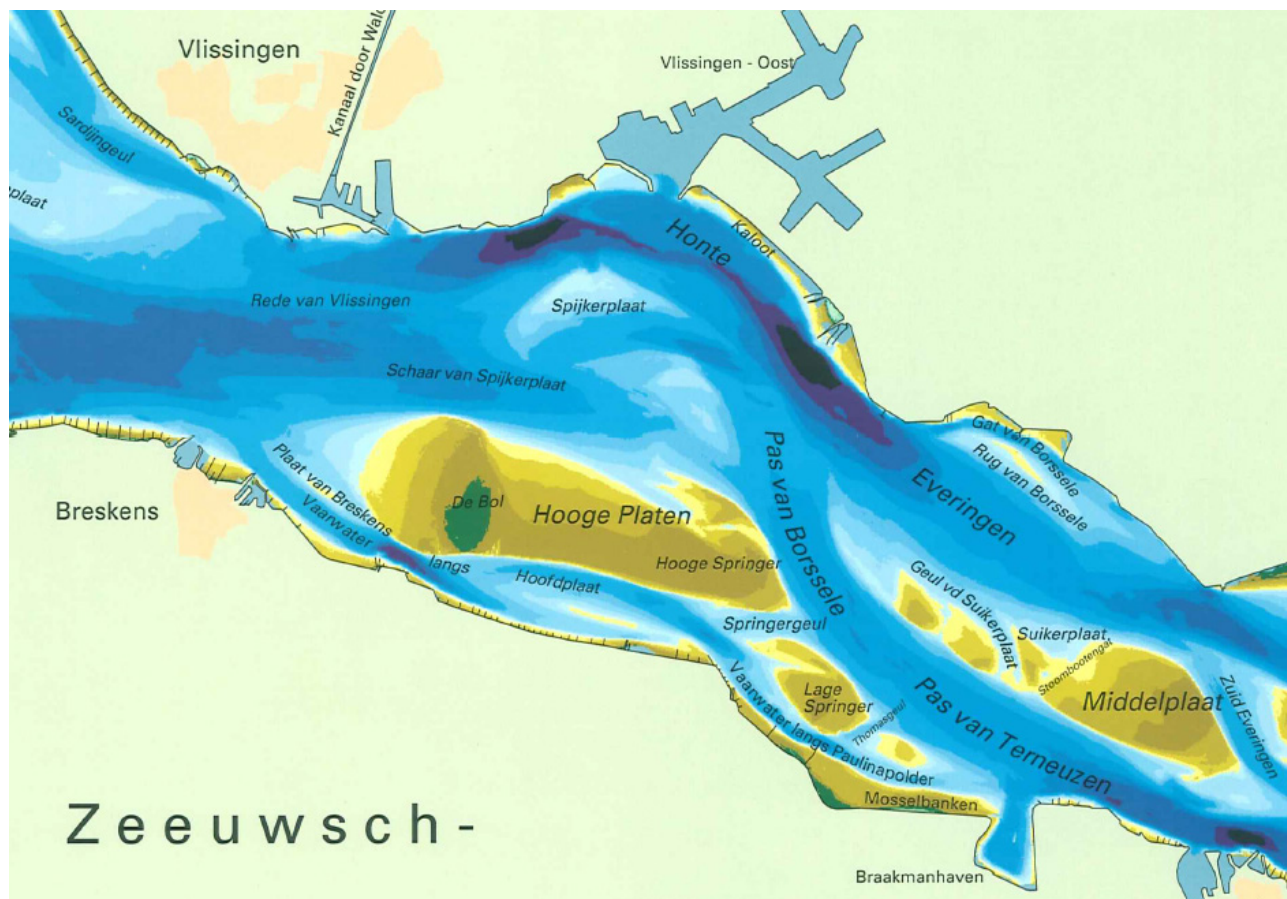 Vlissingen
Kanaal door Walc
Vlissingen - Oost
Sardijngeul
plaat
Honte
Kaloot
Rede van Vlissingen
Spijkerplaat
Schaar van Spijkerplaat
Gat van Borssele
Rug van Borssele
Everingen
Pas van Borssele
Plaat van Breskens
Vaarwater
langs
Hoofdplaat
De Bol
Hooge Platen
Hooge Springer
Breskens
Springergeul
Geul vd Suikerplaat
Suikerplaat
Stoombootengat
Middelplaat
Zuid Everingen
Lage
Springer
Thomasgeul
Pas van Terneuzen
Vaarwater langs Paulinapolder
Mosselbanken
Zeeuwsch-
Braakmanhaven